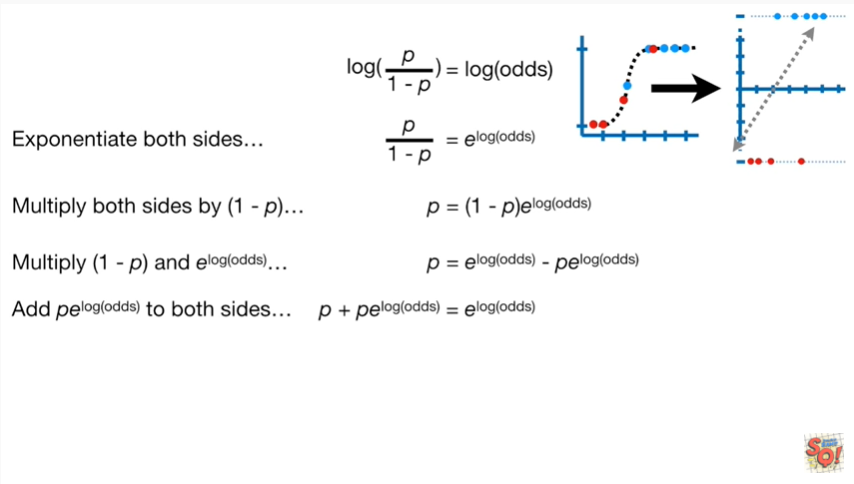 log(p / 1 - p) = log(odds)
Exponentiate both sides… p / 1 - p = e^log(odds)
Multiply both sides by (1 - p)… p = (1 - p)e^log(odds)
Multiply (1 - p) and e^log(odds)… p = e^log(odds) - pe^log(odds)
Add pe^log(odds) to both sides… p + pe^log(odds) = e^log(odds)
SQ!